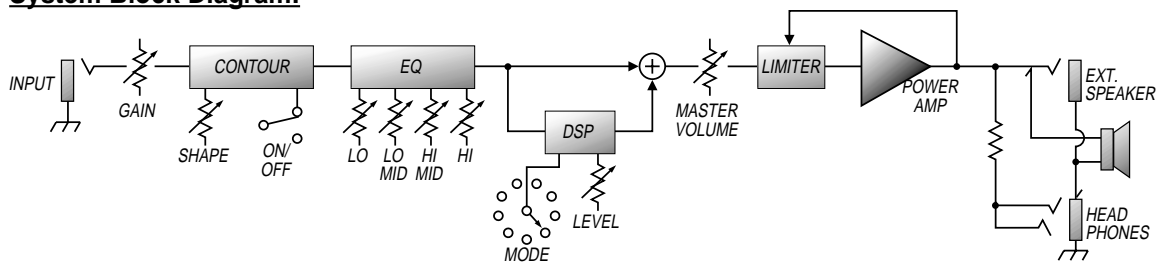 System Block Diagram:
INPUT
GAIN
CONTOUR
SHAPE
ON/
OFF
EQ
LO
LO
MID
HI
MID
HI
DSP
MODE
LEVEL
MASTER
VOLUME
LIMITER
POWER
AMP
EXT.
SPEAKER
HEAD
PHONES